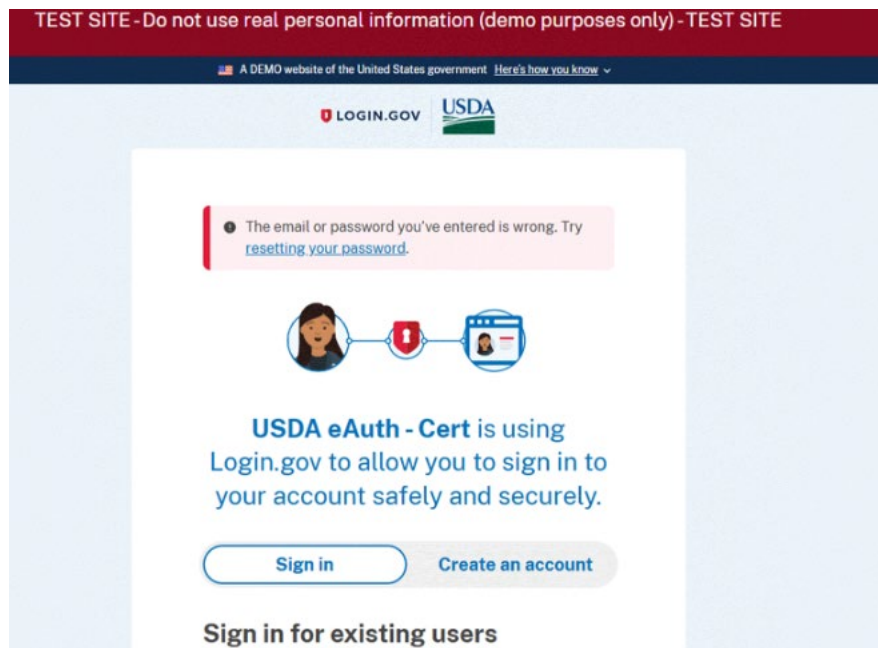 TEST SITE - Do not use real personal information (demo purposes only) - TEST SITE
A DEMO website of the United States government Here's how you know
LOGIN.GOV USDA
The email or password you've entered is wrong. Try
resetting your password.
USDA eAuth - Cert is using
Login.gov to allow you to sign in to
your account safely and securely.
Sign in Create an account
Sign in for existing users